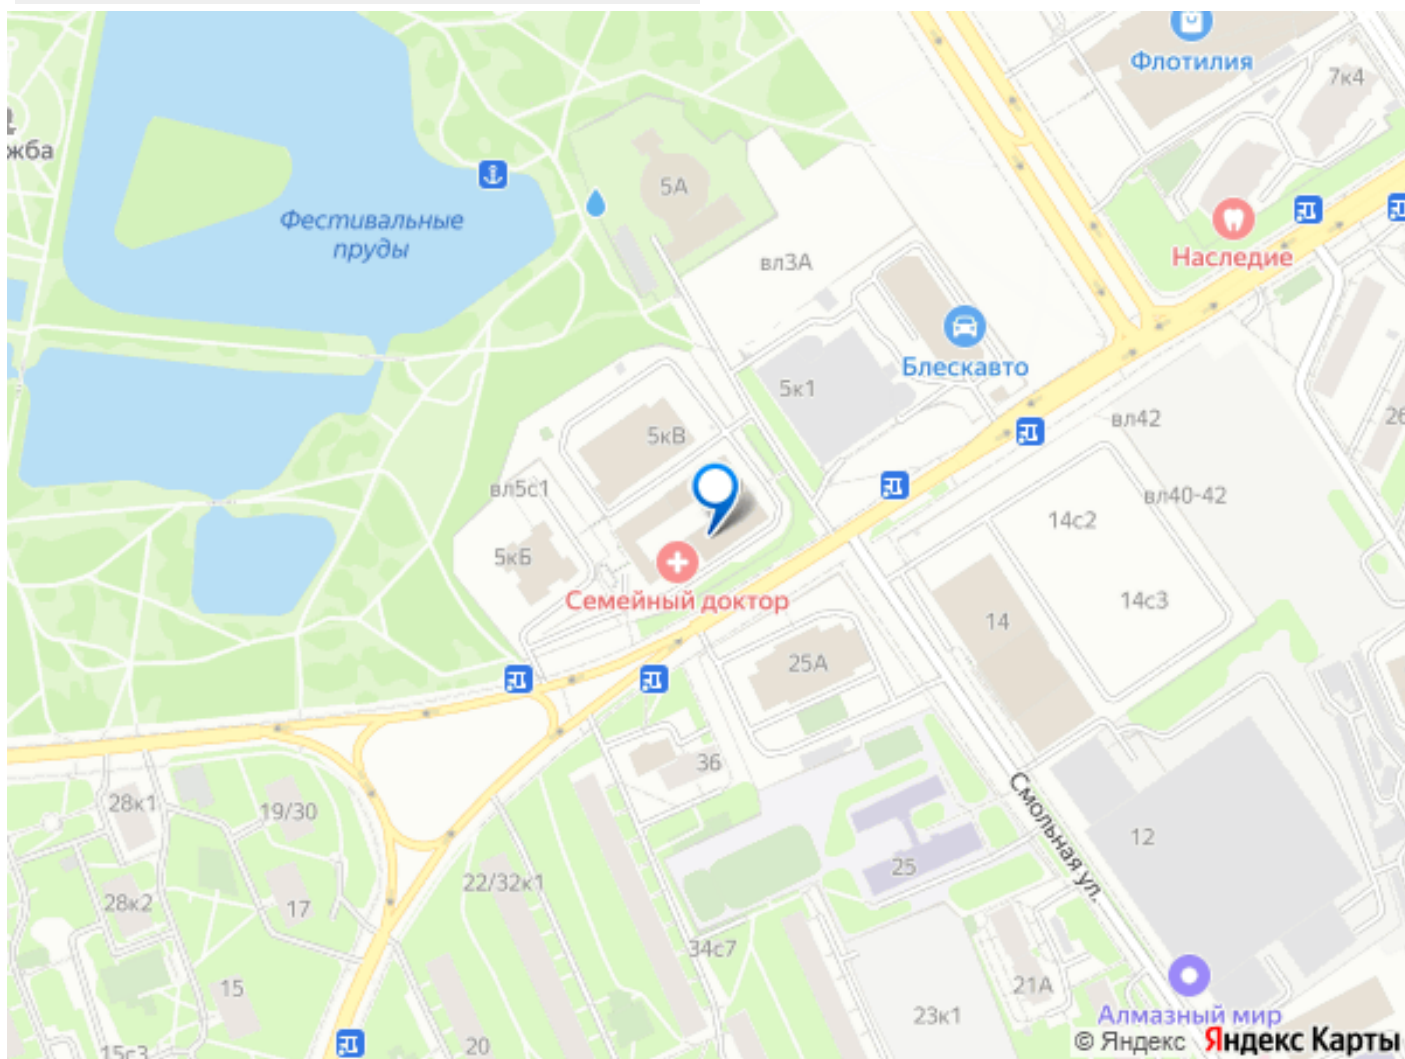 Флотилия
7к4
жба
5А
Фестивальные
пруды
Наследие
вл3А
Блескавто
5к1
вл42
26
5кВ
вл5с1
вл40-42
14с2
5кБ
Семейный доктор
14с3
14
25А
36
28к1
19/30
Смольная ул.
12
25
22/32к1
28к2
17
34с7
15
21А
23к1
Алмазный мир
20
15с3
© Яндекс Яндекс Карты